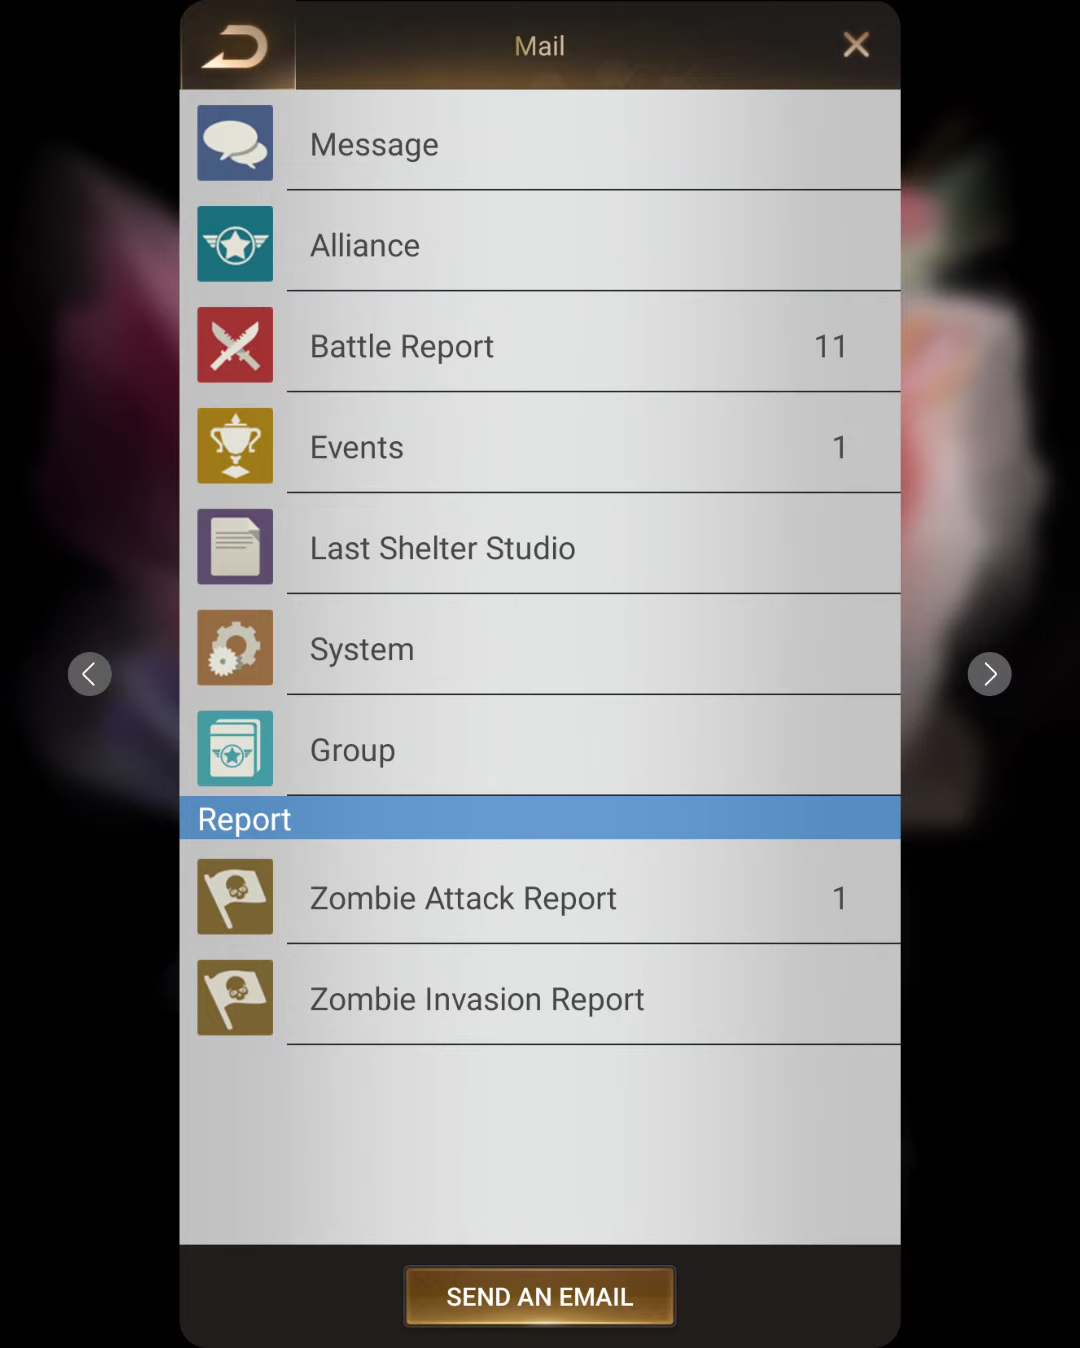 Mail
Message
Alliance
Battle Report 11
Events 1
Last Shelter Studio
System
Group
Report
Zombie Attack Report 1
Zombie Invasion Report
SEND AN EMAIL